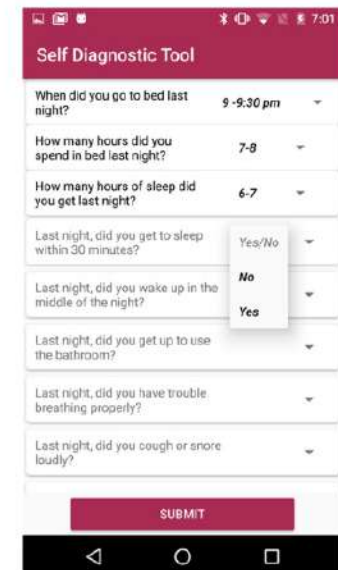 7:01
Self Diagnostic Tool
When did you go to bed last
night?
9 -9:30 pm
How many hours did you
spend in bed last night?
7-8
How many hours of sleep did
you get last night?
6-7
Last night, did you get to sleep
within 30 minutes?
Yes/No
No
Yes
Last night, did you wake up in the
middle of the night?
Last night, did you get up to use
the bathroom?
Last night, did you have trouble
breathing properly?
Last night, did you cough or snore
loudly?
SUBMIT